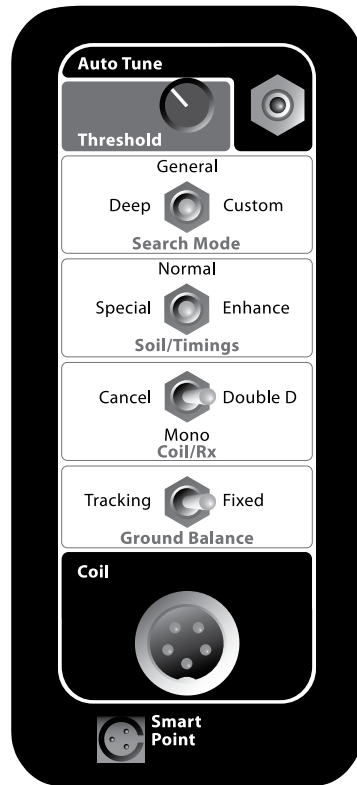 Auto Tune
Threshold
General
Deep Custom
Search Mode
Normal
Special Enhance
Soil/Timings
Cancel Double D
Mono
Coil/Rx
Tracking Fixed
Ground Balance
Coil
Smart
Point